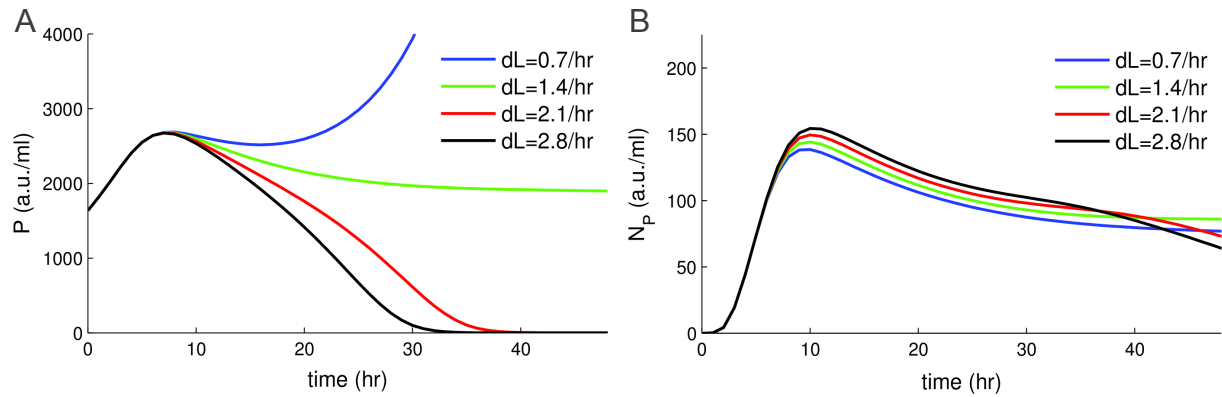 A
P (a.u./ml)
4000
3000
2000
1000
0
dL=0.7/hr
dL=1.4/hr
dL=2.1/hr
dL=2.8/hr
0 10 20 30 40
time (hr)
B
N_P (a.u./ml)
200
150
100
50
0
dL=0.7/hr
dL=1.4/hr
dL=2.1/hr
dL=2.8/hr
0 10 20 30 40
time (hr)